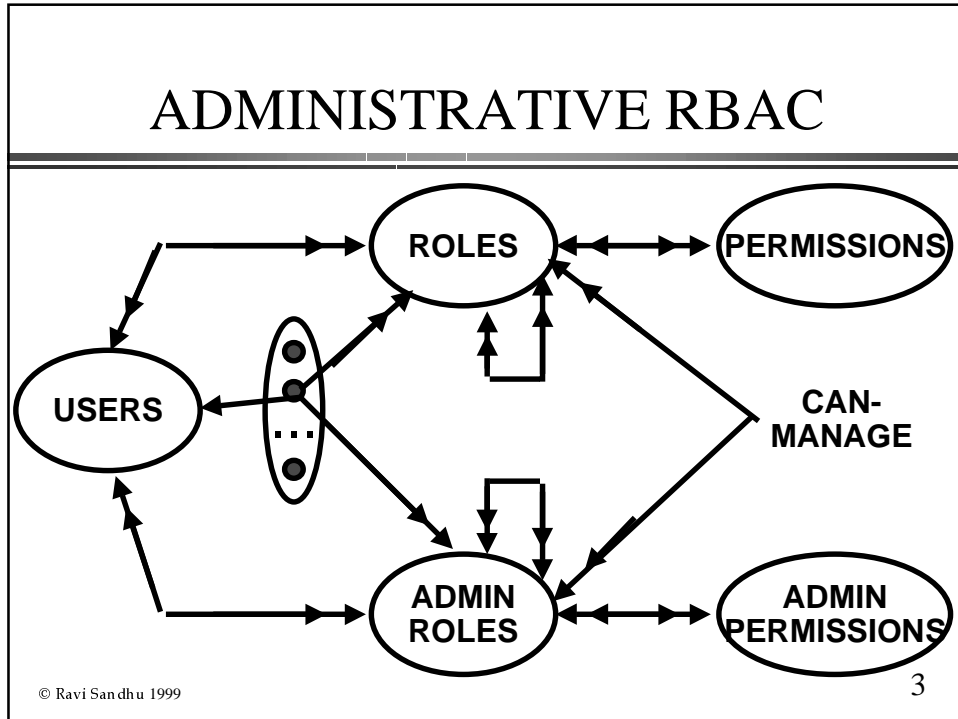 ADMINISTRATIVE RBAC
ROLES
PERMISSIONS
USERS
...
CAN-
MANAGE
ADMIN
ROLES
ADMIN
PERMISSIONS
© Ravi Sandhu 1999
3